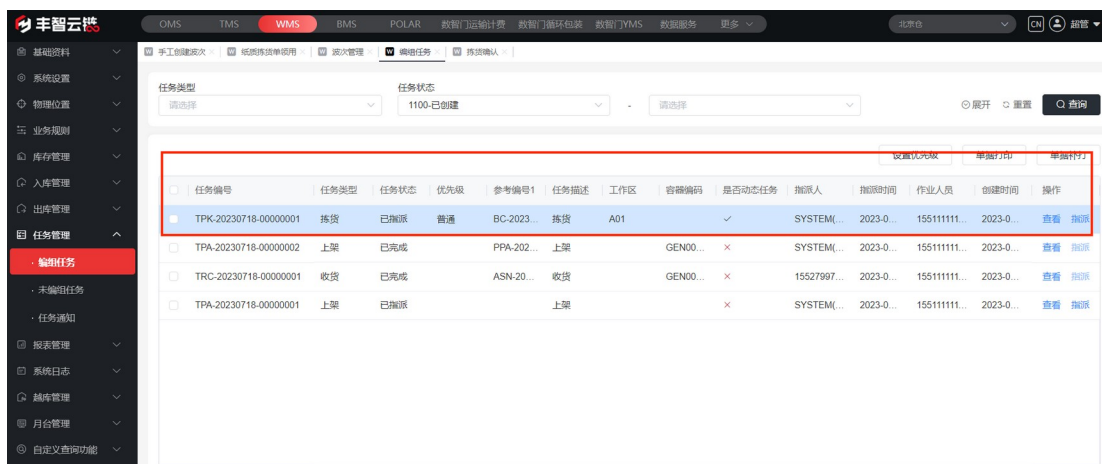 丰智云链 OMS TMS WMS BMS POLAR 数智门运输计费 数智门循环包装 数智门YMS 数据服务 更多 北京仓 CN 超管
基础资料
系统设置
物理位置
业务规则
库存管理
入库管理
出库管理
任务管理
· 编组任务
· 未编组任务
· 任务通知
报表管理
系统日志
越库管理
月台管理
自定义查询功能
手工创建波次 × 纸质拣货单领用 × 波次管理 × 编组任务 × 拣货确认 ×
任务类型 任务状态
请选择 1100-已创建 - 请选择 展开 重置 查询
设置优先级 单据打印 单据补打
任务编号 任务类型 任务状态 优先级 参考编号1 任务描述 工作区 容器编码 是否动态任务 指派人 指派时间 作业人员 创建时间 操作
TPK-20230718-00000001 拣货 已指派 普通 BC-2023... 拣货 A01 SYSTEM(... 2023-0... 155111111... 2023-0... 查看 指派
TPA-20230718-00000002 上架 已完成 PPA-202... 上架 GEN00... × SYSTEM(... 2023-0... 155111111... 2023-0... 查看 指派
TRC-20230718-00000001 收货 已完成 ASN-20... 收货 GEN00... × 15527997... 2023-0... 155111111... 2023-0... 查看 指派
TPA-20230718-00000001 上架 已指派 上架 × SYSTEM(... 2023-0... 155111111... 2023-0... 查看 指派